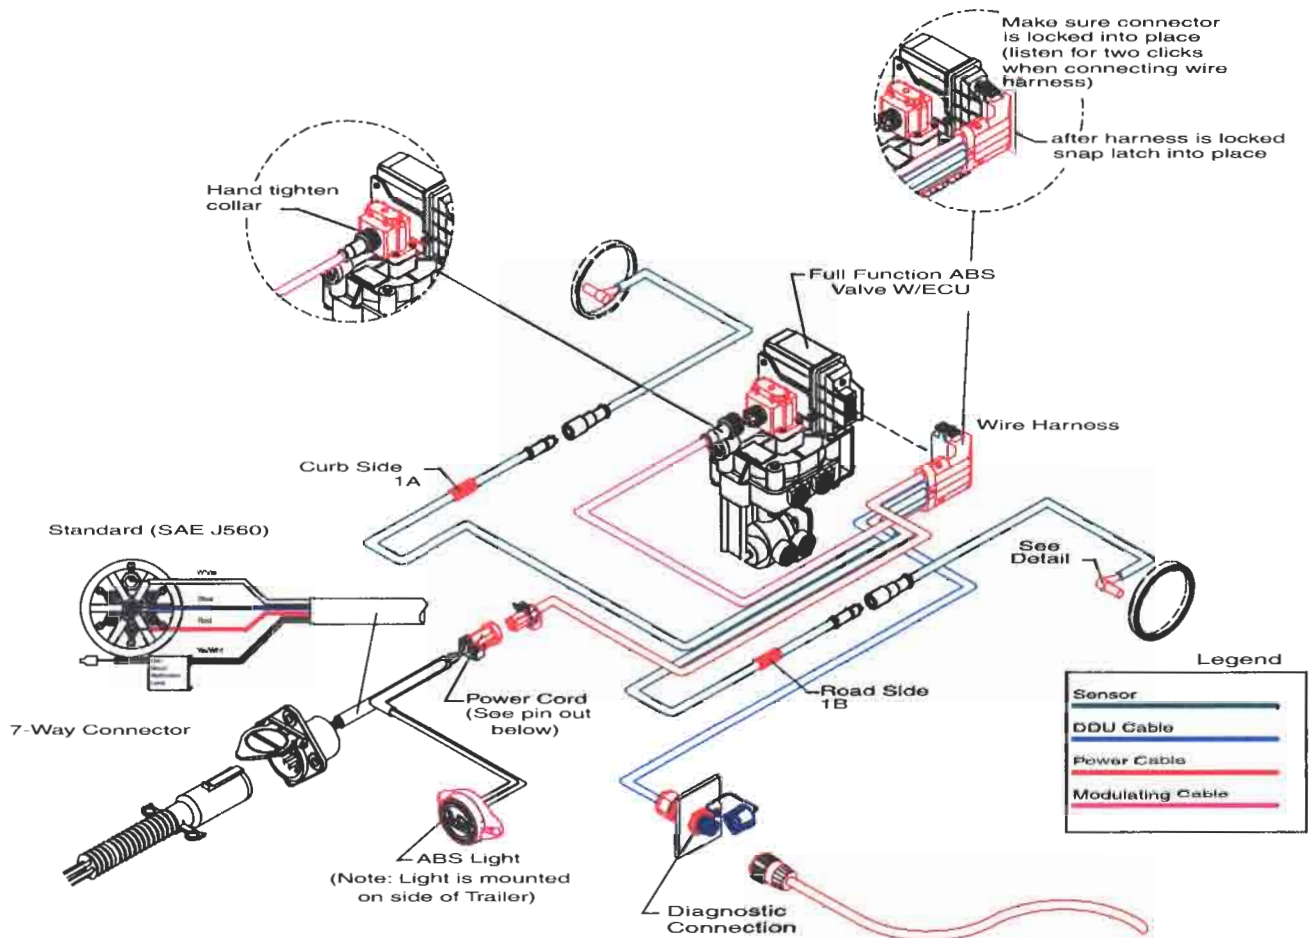 Make sure connector
is locked into place
(listen for two clicks
when connecting wire
harness)
after harness is locked
snap latch into place
Hand tighten
collar
Full Function ABS
Valve W/ECU
Wire Harness
Curb Side
1A
Standard (SAE J560)
White
Blue
Red
See
Detail
Power Cord
(See pin out
below)
Road Side
1B
7-Way Connector
Legend
Sensor
DDU Cable
Power Cable
Modulating Cable
ABS Light
(Note: Light is mounted
on side of Trailer)
Diagnostic
Connection